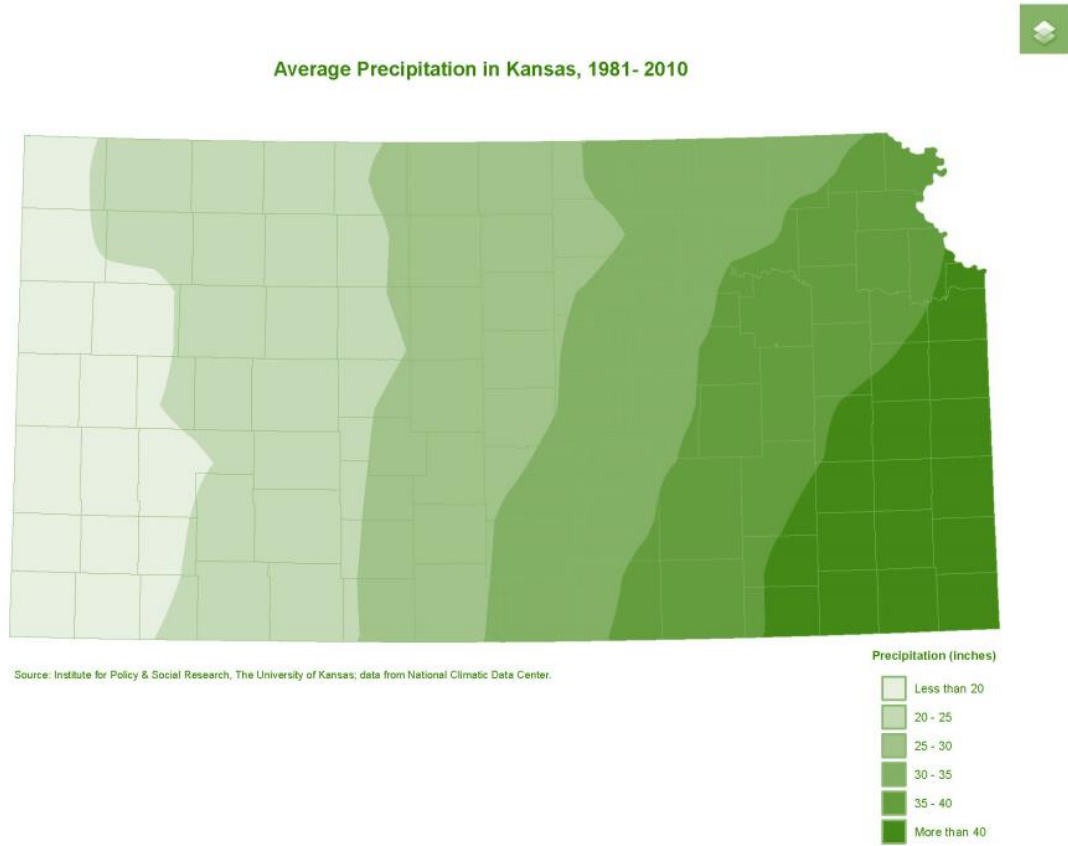 Average Precipitation in Kansas, 1981- 2010
Source: Institute for Policy & Social Research, The University of Kansas; data from National Climatic Data Center.
Precipitation (inches)
Less than 20
20 - 25
25 - 30
30 - 35
35 - 40
More than 40